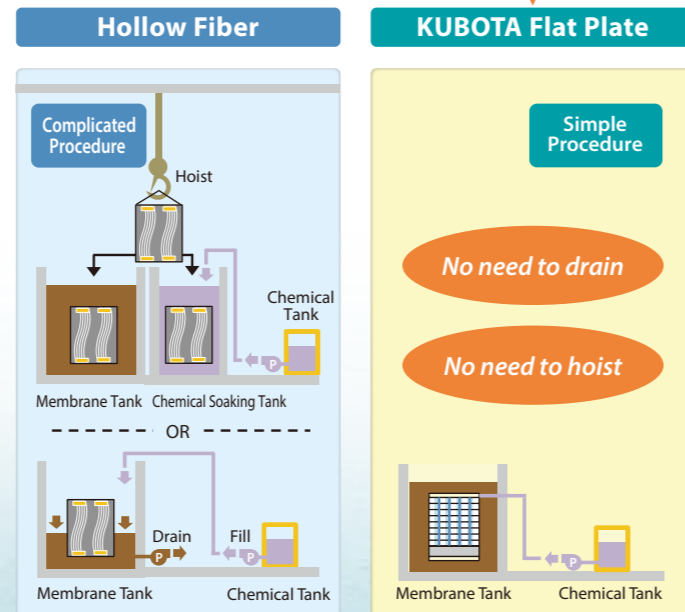 Hollow Fiber
Complicated
Procedure
Hoist
Chemical
Tank
P
Membrane Tank
Chemical Soaking Tank
OR
Drain
Fill
P
P
Membrane Tank
Chemical Tank
KUBOTA Flat Plate
Simple
Procedure
No need to drain
No need to hoist
P
Membrane Tank
Chemical Tank